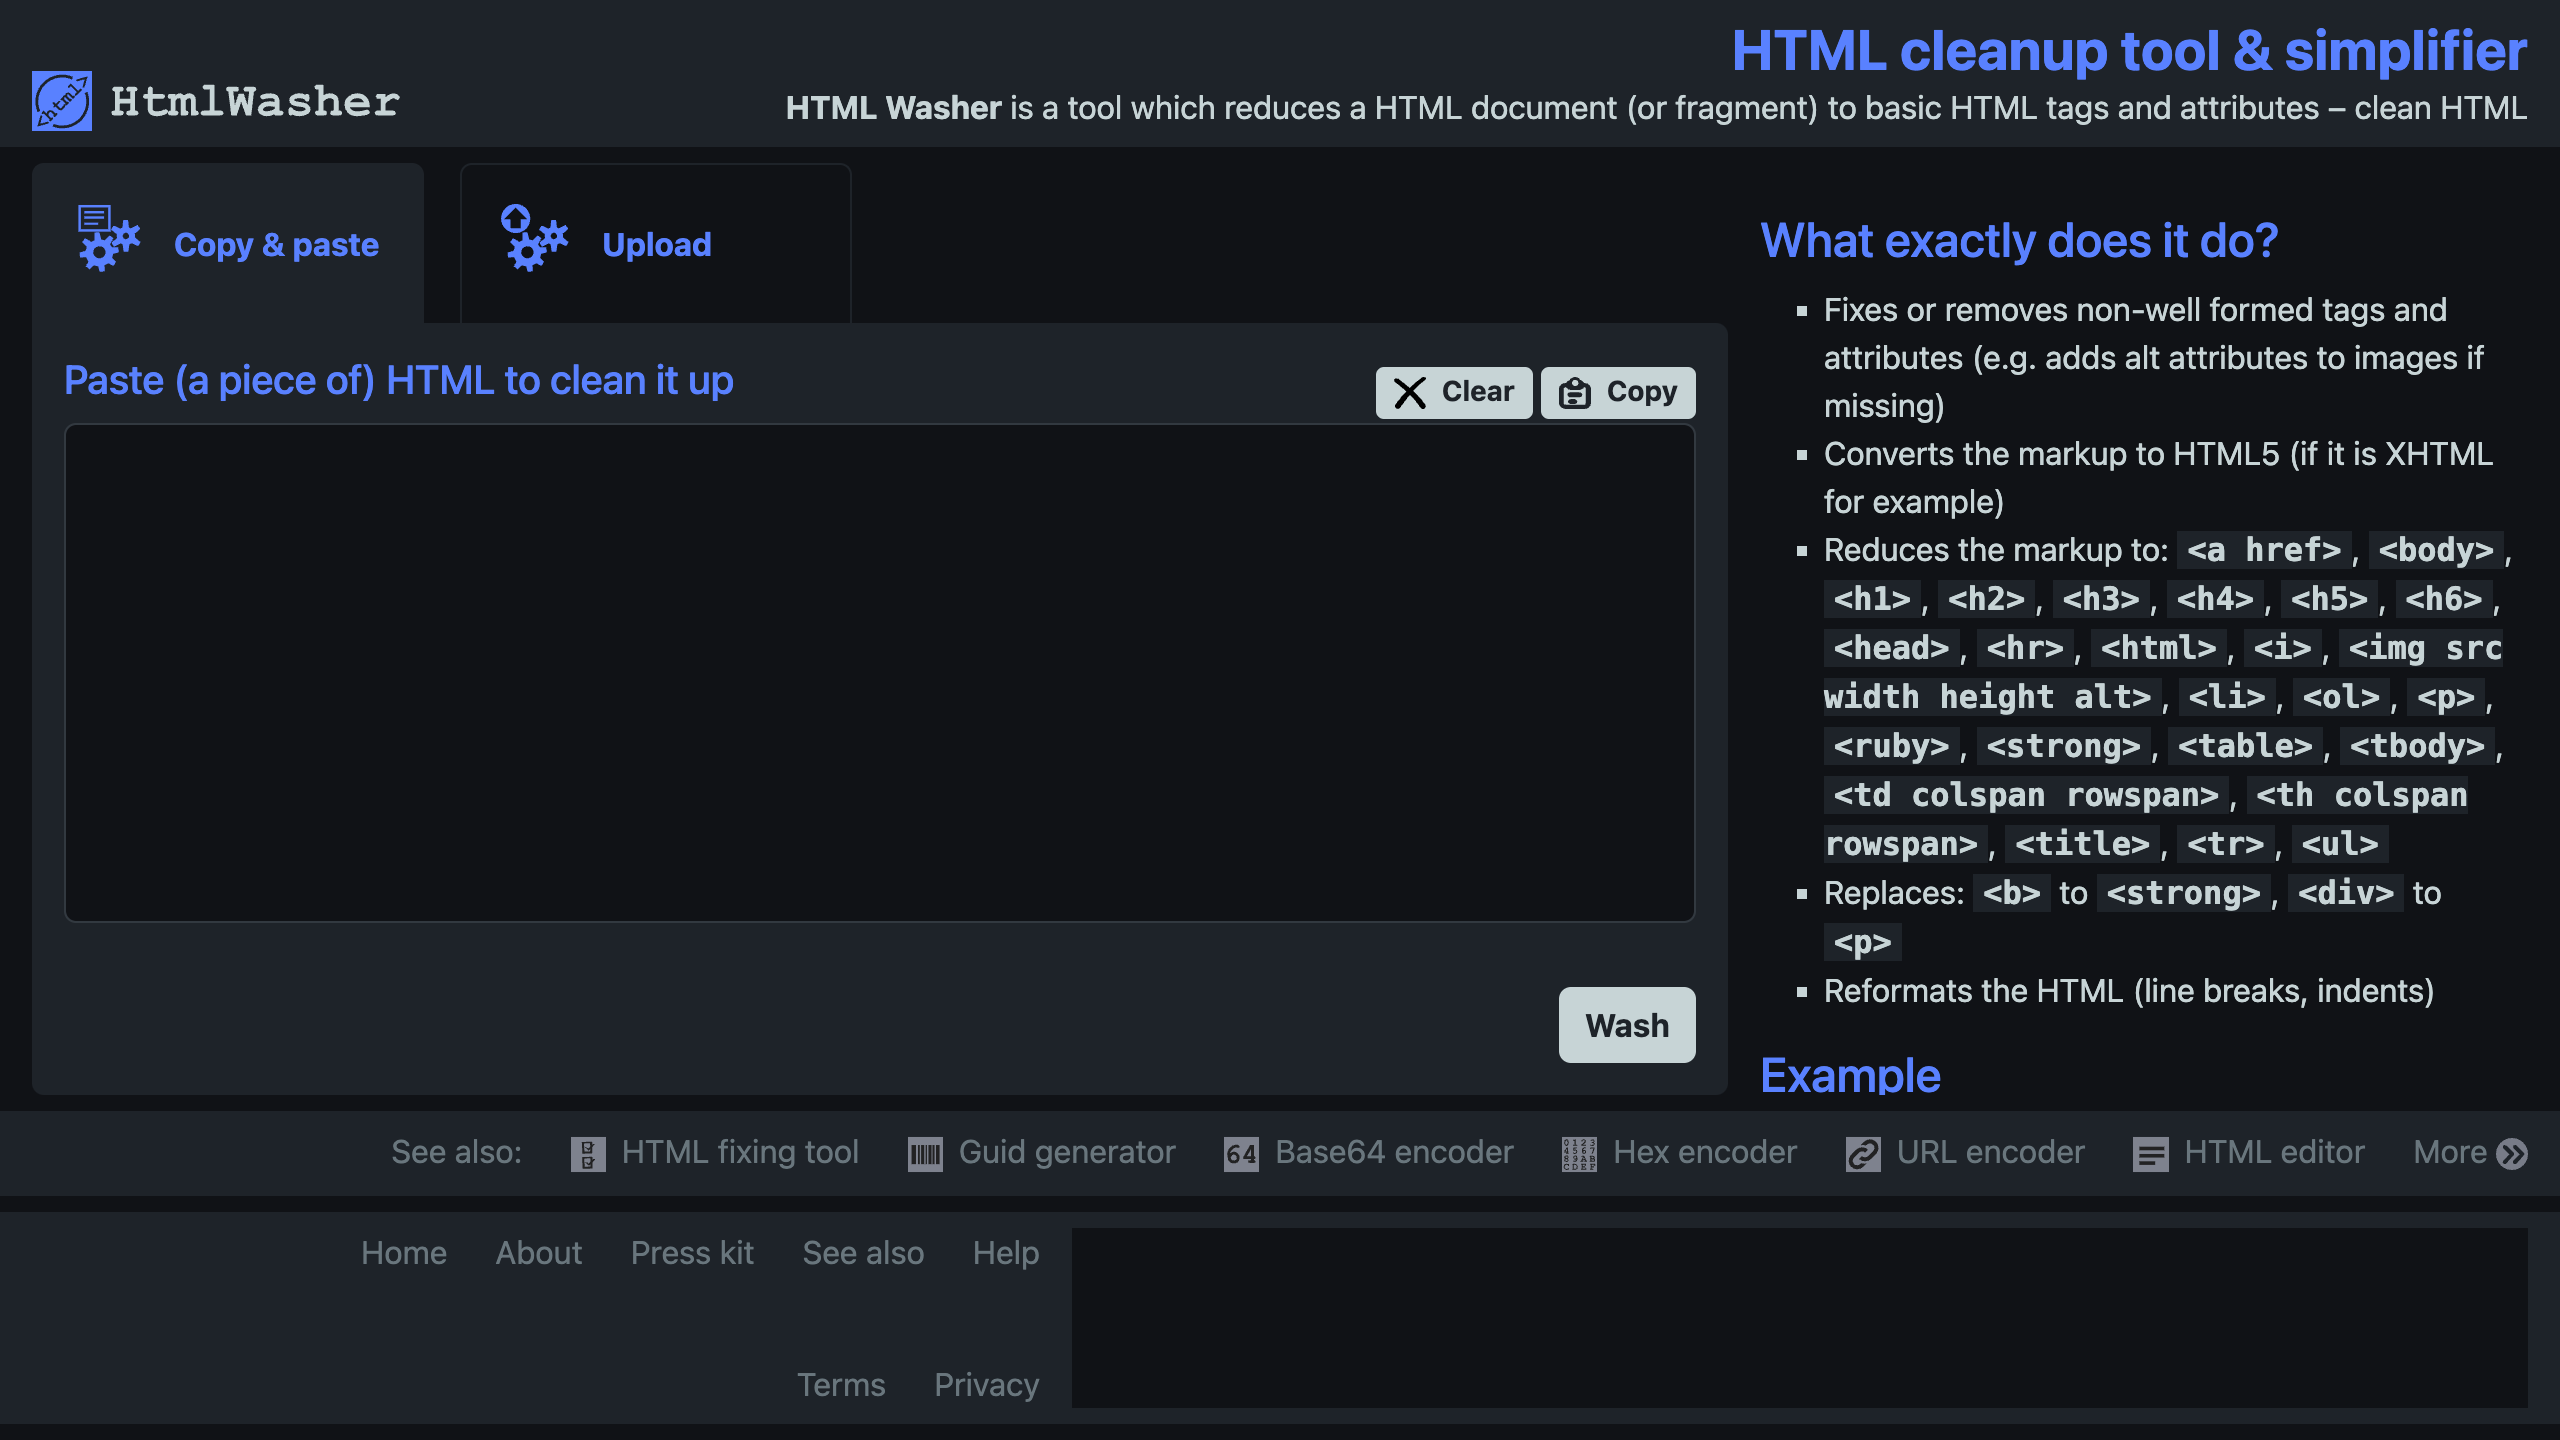 HtmlWasher
HTML cleanup tool & simplifier
HTML Washer is a tool which reduces a HTML document (or fragment) to basic HTML tags and attributes – clean HTML
Copy & paste
Upload
Paste (a piece of) HTML to clean it up
Clear
Copy
Wash
What exactly does it do?
Fixes or removes non-well formed tags and
attributes (e.g. adds alt attributes to images if
missing)
Converts the markup to HTML5 (if it is XHTML
for example)
Reduces the markup to: <a href>, <body>,
<h1>, <h2>, <h3>, <h4>, <h5>, <h6>,
<head>, <hr>, <html>, <i>, <img src
width height alt>, <li>, <ol>, <p>,
<ruby>, <strong>, <table>, <tbody>,
<td colspan rowspan>, <th colspan
rowspan>, <title>, <tr>, <ul>
Replaces: <b> to <strong>, <div> to
<p>
Reformats the HTML (line breaks, indents)
Example
See also: HTML fixing tool Guid generator 64 Base64 encoder Hex encoder URL encoder HTML editor More
Home About Press kit See also Help
Terms Privacy